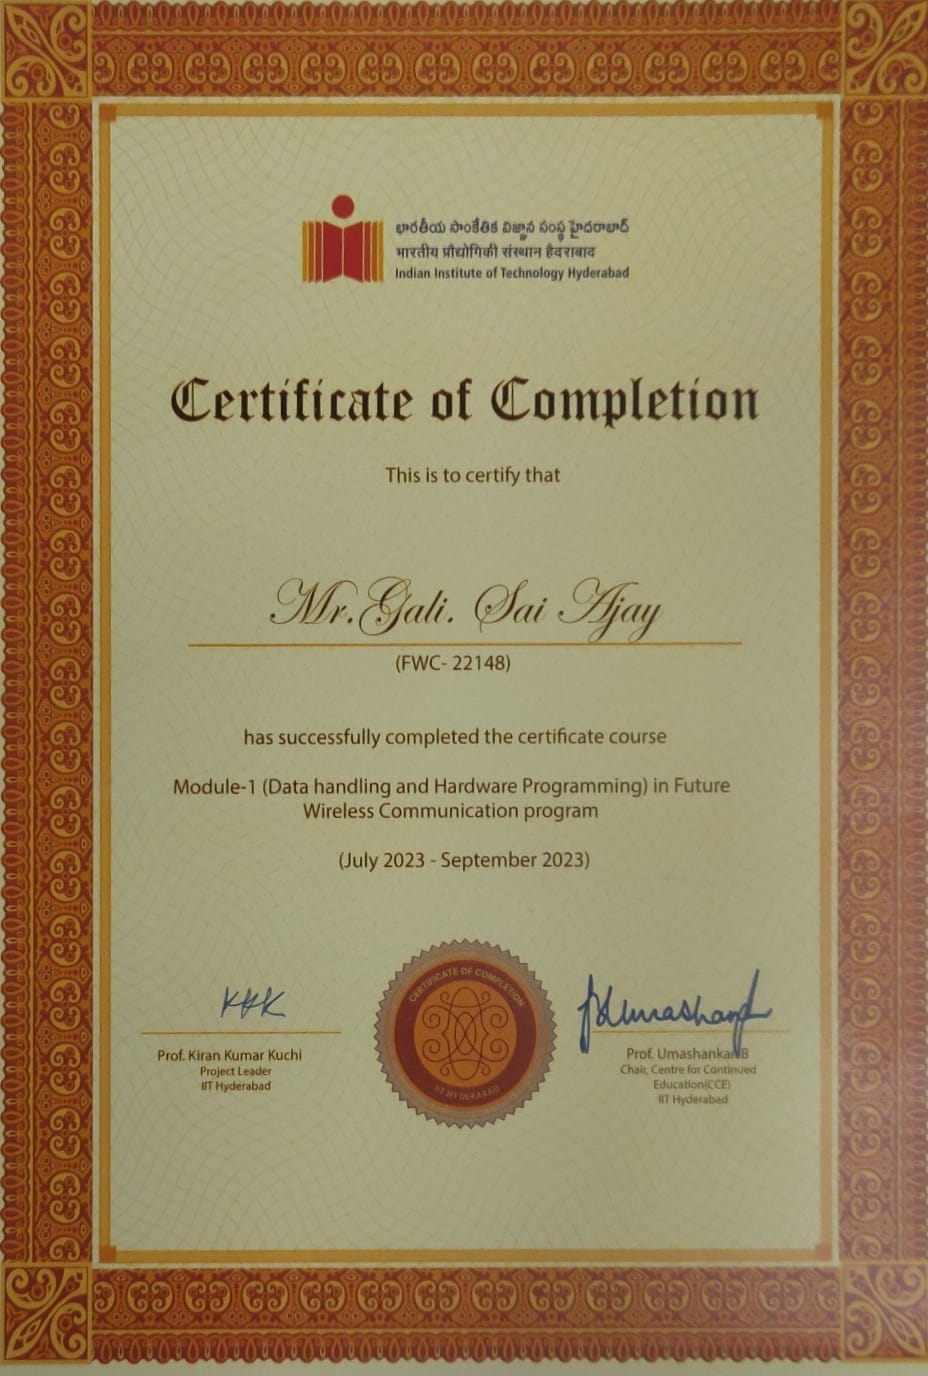 భారతీయ సాంకేతిక విజ్ఞాన సంస్థ హైదరాబాద్
भारतीय प्रौद्योगिकी संस्थान हैदराबाद
Indian Institute of Technology Hyderabad
Certificate of Completion
This is to certify that
Mr.Gali. Sai Ajay
(FWC- 22148)
has successfully completed the certificate course
Module-1 (Data handling and Hardware Programming) in Future
Wireless Communication program
(July 2023 - September 2023)
KKK
Prof. Kiran Kumar Kuchi
Project Leader
IIT Hyderabad
CERTIFICATE OF COMPLETION
IIT HYDERABAD
Prof. Umashankar B
Chair, Centre for Continued
Education(CCE)
IIT Hyderabad